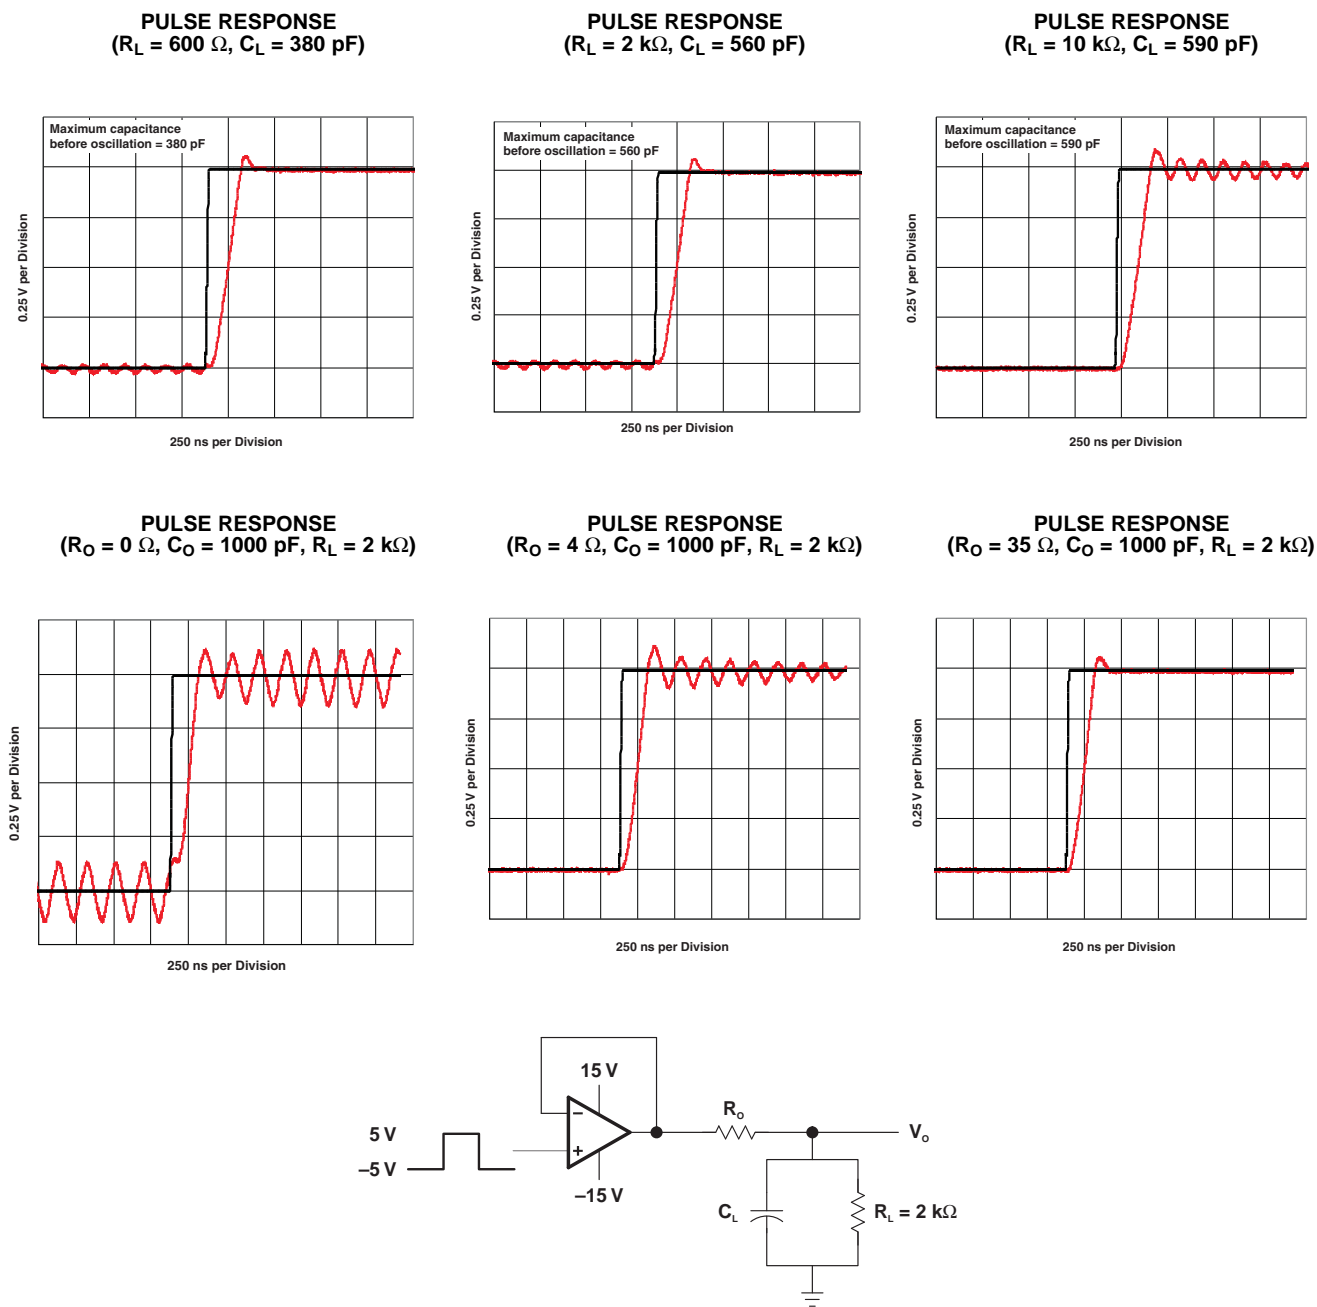 PULSE RESPONSE
(RL = 600 Ω, CL = 380 pF)
Maximum capacitance
before oscillation = 380 pF
0.25 V per Division
250 ns per Division
PULSE RESPONSE
(RL = 2 kΩ, CL = 560 pF)
Maximum capacitance
before oscillation = 560 pF
0.25 V per Division
250 ns per Division
PULSE RESPONSE
(RL = 10 kΩ, CL = 590 pF)
Maximum capacitance
before oscillation = 590 pF
0.25 V per Division
250 ns per Division
PULSE RESPONSE
(RO = 0 Ω, CO = 1000 pF, RL = 2 kΩ)
0.25 V per Division
250 ns per Division
PULSE RESPONSE
(RO = 4 Ω, CO = 1000 pF, RL = 2 kΩ)
0.25 V per Division
250 ns per Division
PULSE RESPONSE
(RO = 35 Ω, CO = 1000 pF, RL = 2 kΩ)
0.25 V per Division
250 ns per Division
15 V
RO
5 V
−
+
VO
–5 V
–15 V
CL
RL = 2 kΩ